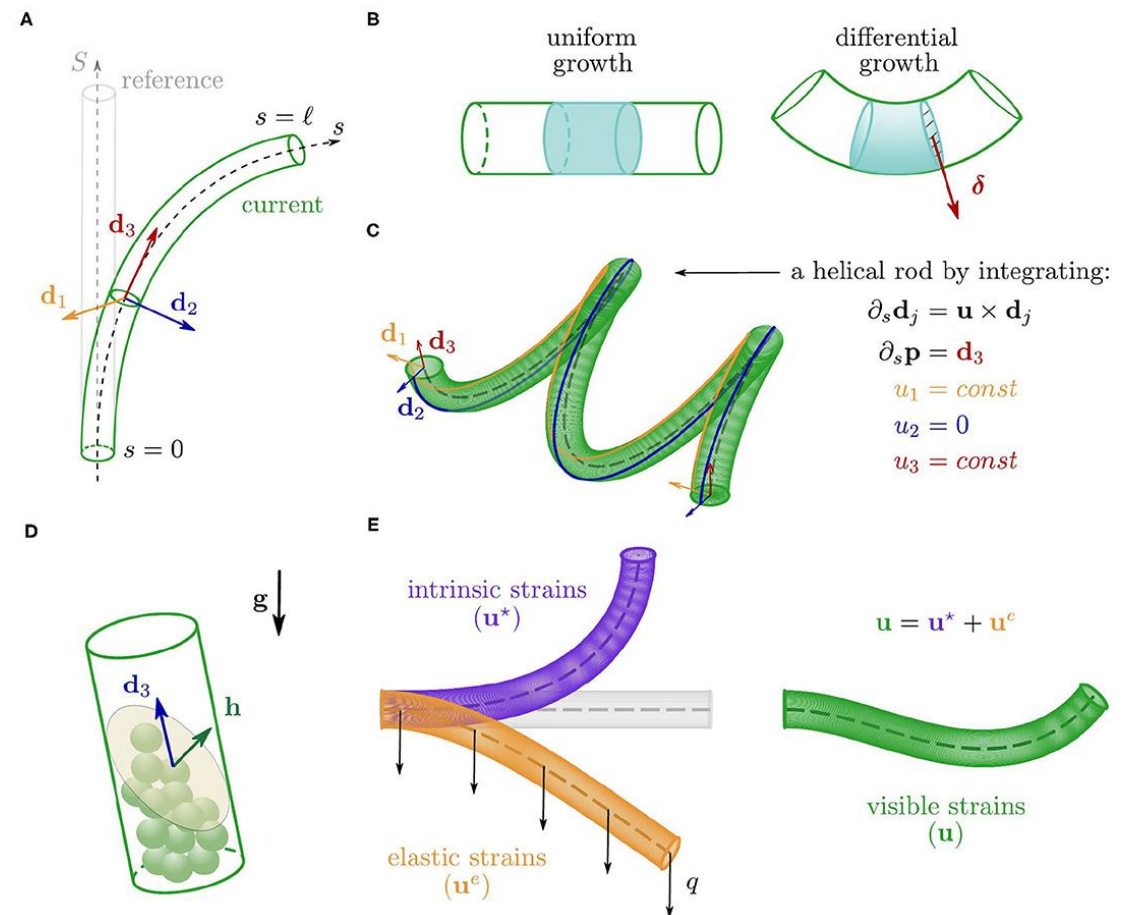 A
S
reference
s = ℓ
s
current
d₃
d₁
d₂
s = 0
B
uniform
growth
differential
growth
δ
C
a helical rod by integrating:
∂ₛdⱼ = u × dⱼ
∂ₛp = d₃
u₁ = const
u₂ = 0
u₃ = const
d₁
d₃
d₂
D
g
d₃
h
E
intrinsic strains
(u⋆)
elastic strains
(uᵉ)
q
u = u⋆ + uᵉ
visible strains
(u)